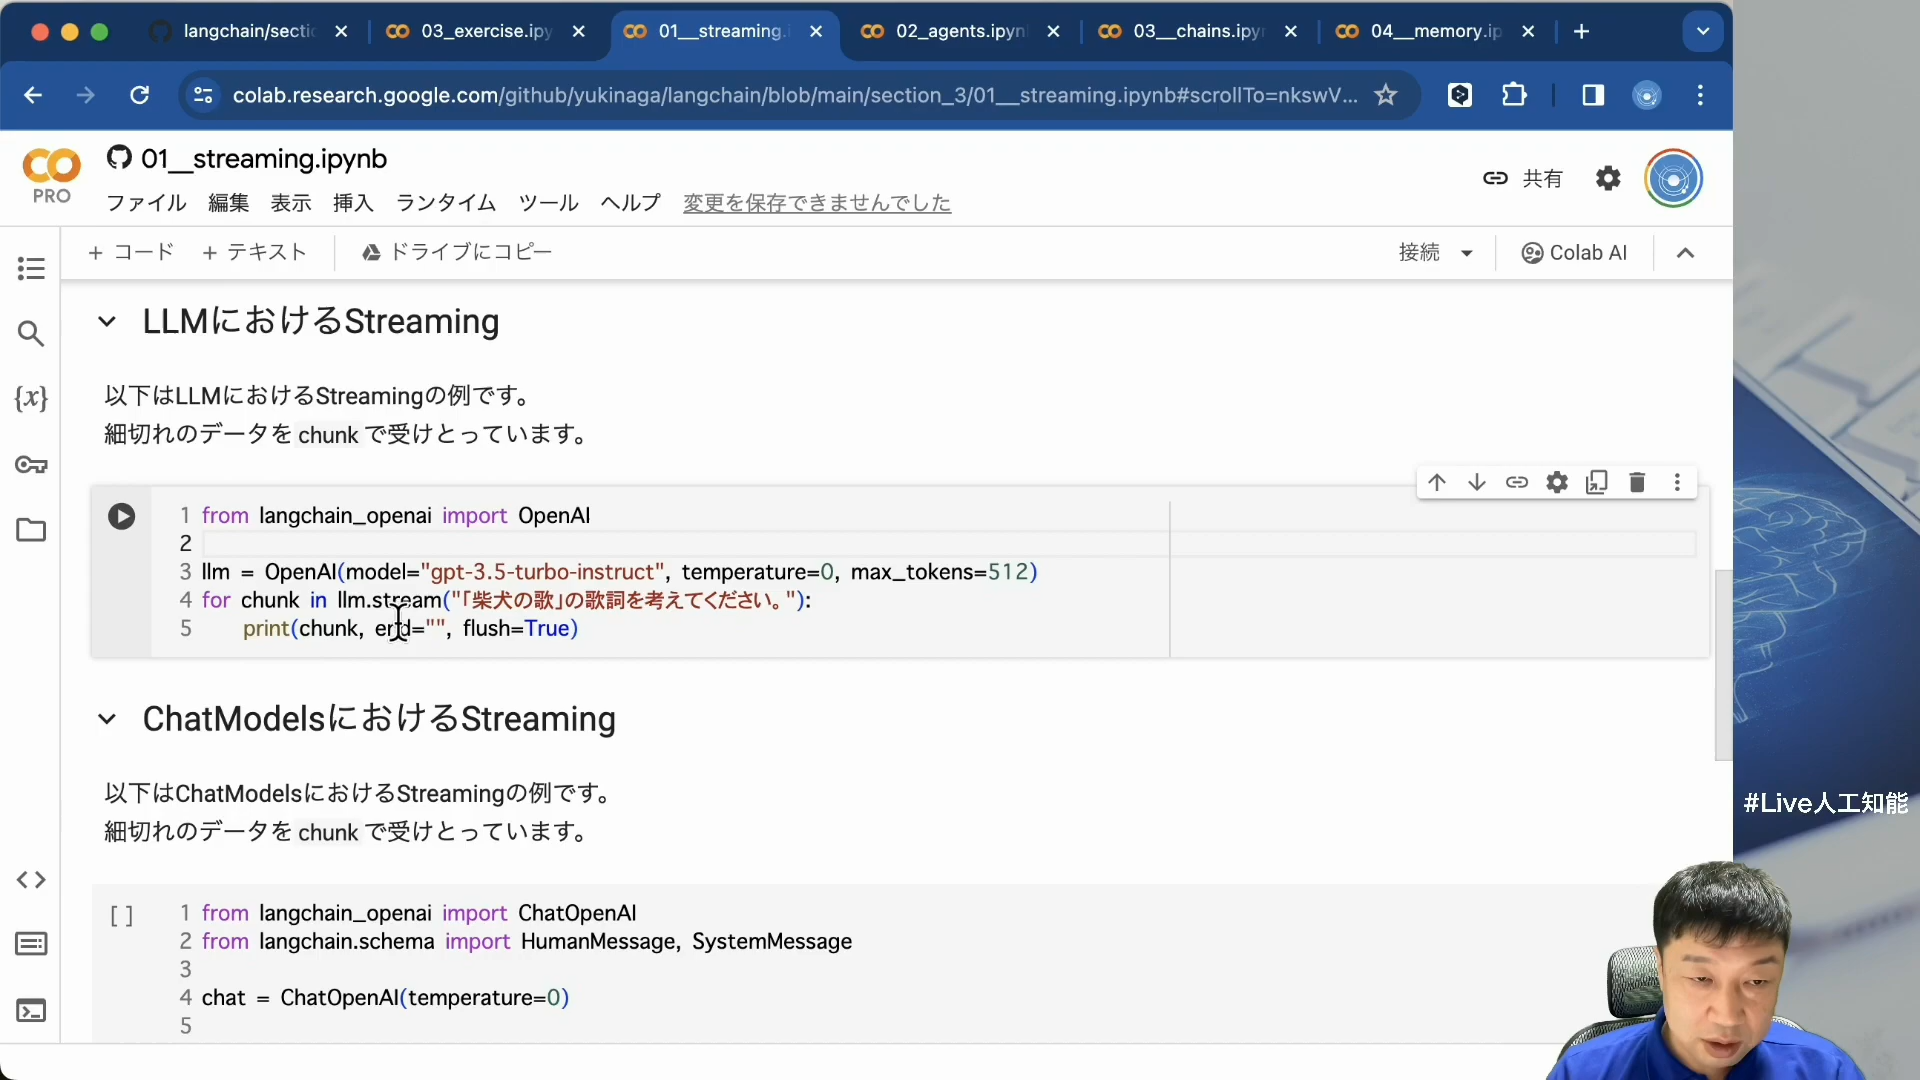 langchain/secti
03_exercise.ipy
01__streaming.
02_agents.ipyn
03__chains.ipy
04__memory.ip
colab.research.google.com/github/yukinaga/langchain/blob/main/section_3/01__streaming.ipynb#scrollTo=nkswV...
PRO
01__streaming.ipynb
共有
ファイル 編集 表示 挿入 ランタイム ツール ヘルプ 変更を保存できませんでした
+ コード + テキスト ドライブにコピー 接続 Colab AI
LLMにおけるStreaming
以下はLLMにおけるStreamingの例です。
細切れのデータを chunk で受けとっています。
1 from langchain_openai import OpenAI
2
3 llm = OpenAI(model="gpt-3.5-turbo-instruct", temperature=0, max_tokens=512)
4 for chunk in llm.stream("「柴犬の歌」の歌詞を考えてください。"):
5 print(chunk, end="", flush=True)
ChatModelsにおけるStreaming
以下はChatModelsにおけるStreamingの例です。
細切れのデータを chunk で受けとっています。
[ ]
1 from langchain_openai import ChatOpenAI
2 from langchain.schema import HumanMessage, SystemMessage
3
4 chat = ChatOpenAI(temperature=0)
5
#Live人工知能